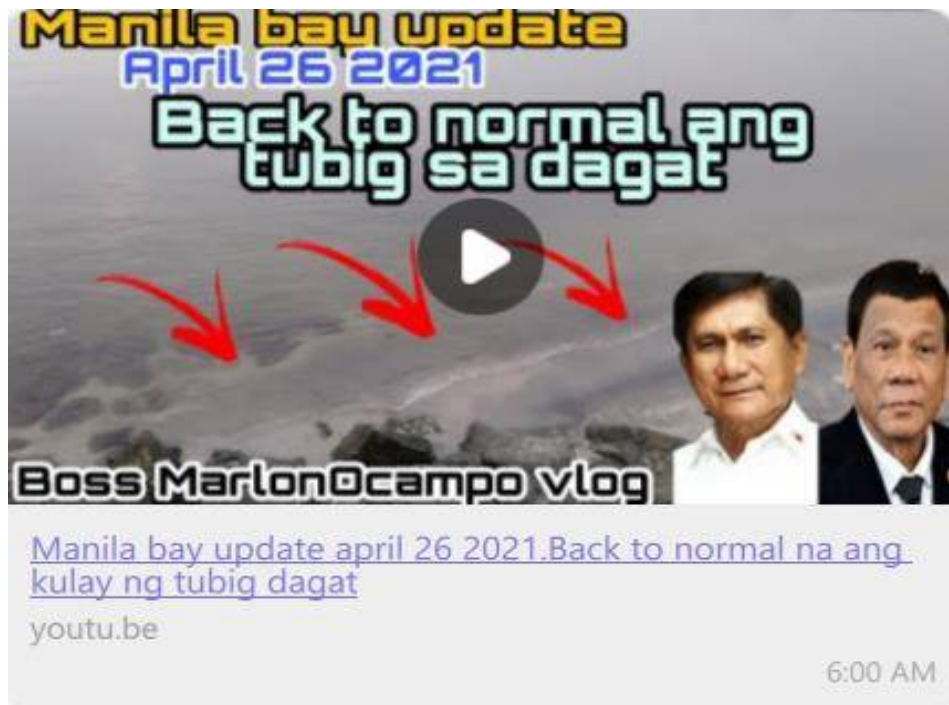 Manila bay update
April 26 2021
Back to normal ang
tubig sa dagat
Boss MarlonOcampo vlog
Manila bay update april 26 2021.Back to normal na ang
kulay ng tubig dagat
youtu.be
6:00 AM